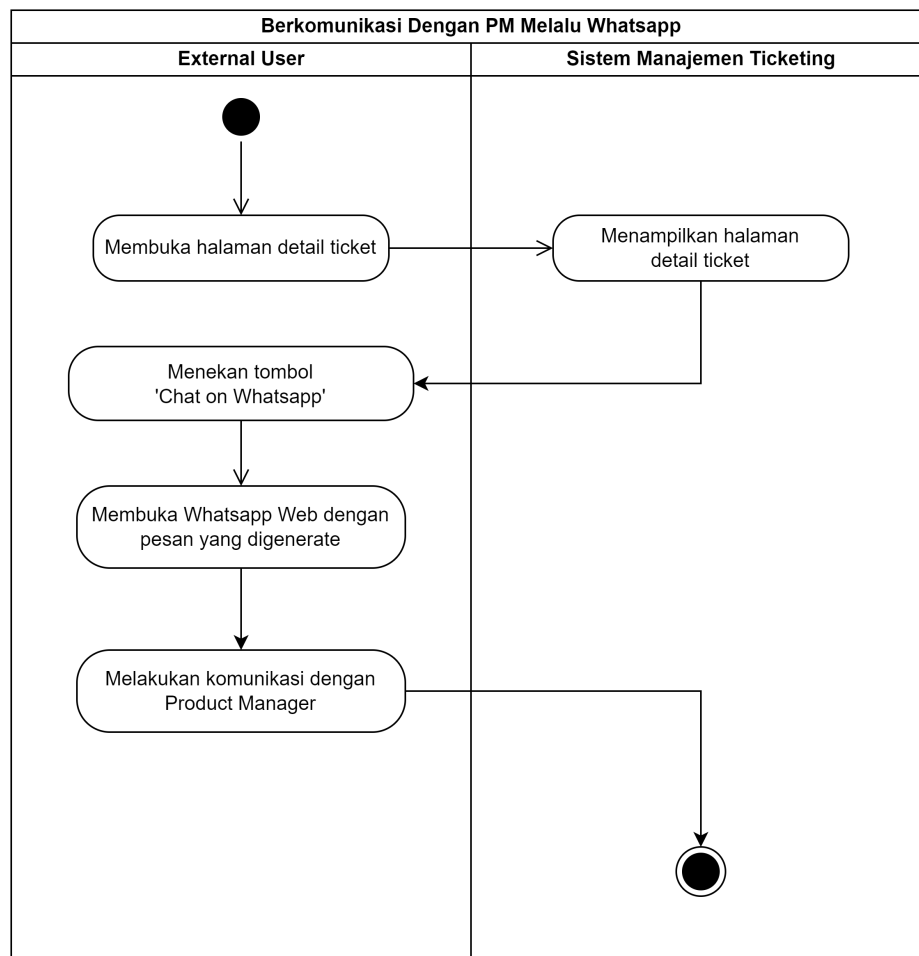 Berkomunikasi Dengan PM Melalu Whatsapp
External User
Sistem Manajemen Ticketing
Membuka halaman detail ticket
Menampilkan halaman
detail ticket
Menekan tombol
'Chat on Whatsapp'
Membuka Whatsapp Web dengan
pesan yang digenerate
Melakukan komunikasi dengan
Product Manager